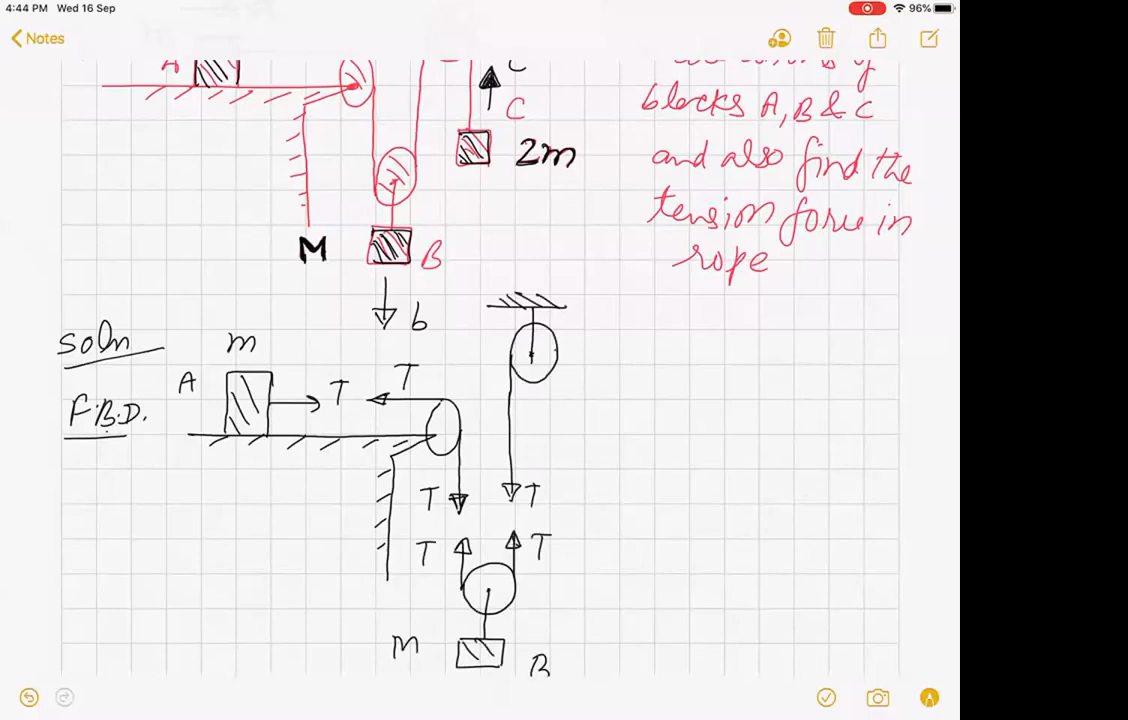 4:44 PM Wed 16 Sep
96%
Notes
A
C
blocks A, B & C
2m
and also find the
tension force in
rope
M
B
b
Soln
m
A
T
T
F.B.D.
T
T
T
T
M
B